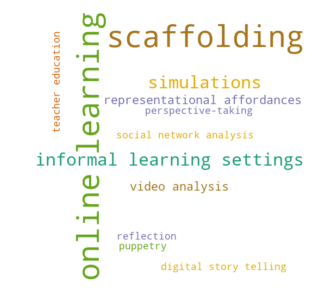 teacher education
online learning
scaffolding
simulations
representational affordances
perspective-taking
social network analysis
informal learning settings
video analysis
reflection
puppetry
digital story telling